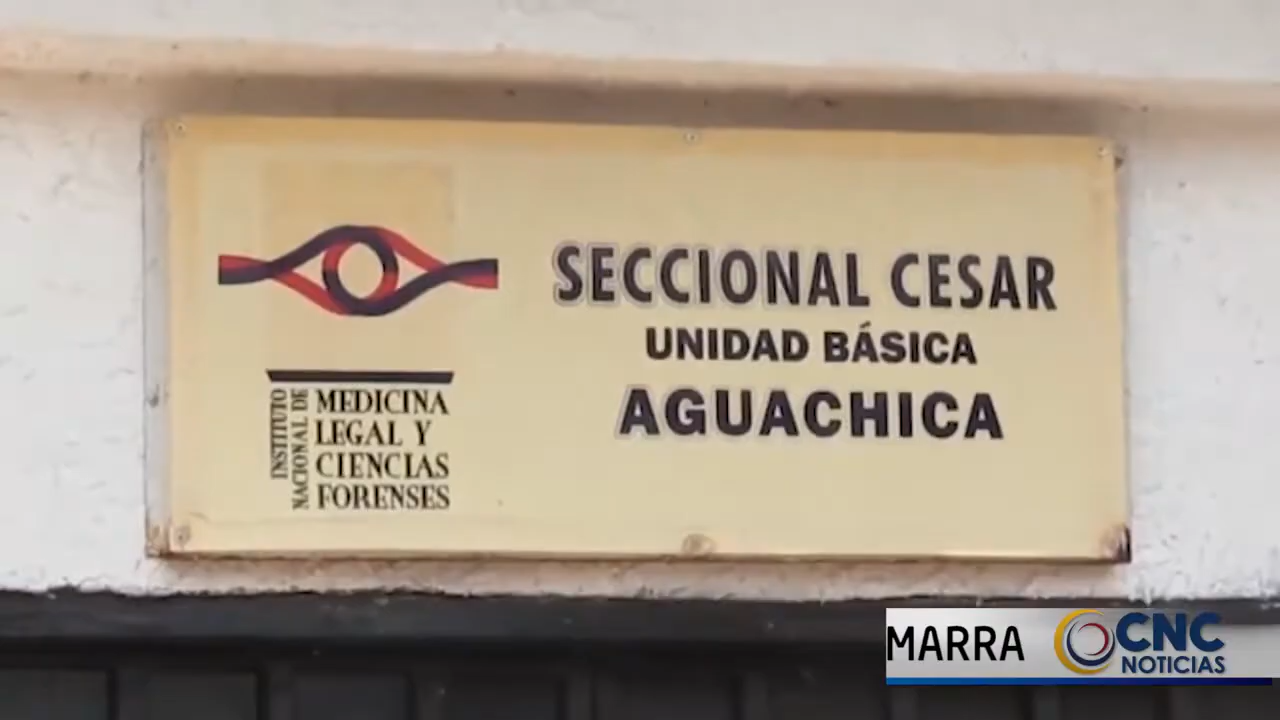 SECCIONAL CESAR
UNIDAD BÁSICA
AGUACHICA
INSTITUTO
NACIONAL DE
MEDICINA
LEGAL Y
CIENCIAS
FORENSES
MARRA
CNC
NOTICIAS